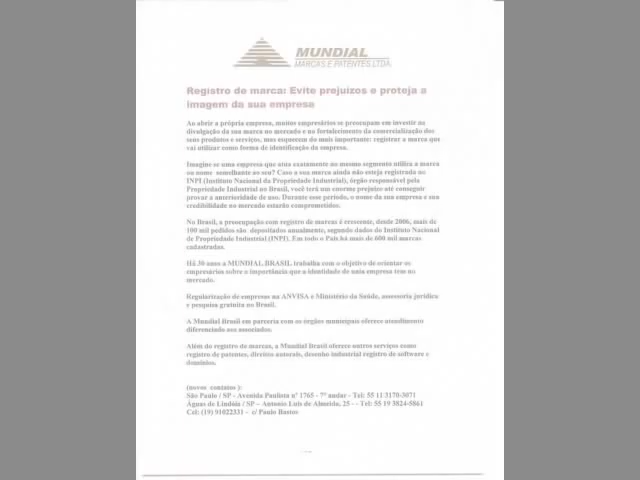 MUNDIAL
MARCAS E PATENTES LTDA.
Registro de marca: Evite prejuízos e proteja a
imagem da sua empresa
Ao abrir a própria empresa, muitos empresários se preocupam em investir na
divulgação da sua marca no mercado e no fortalecimento da comercialização dos
seus produtos e serviços, mas esquecem do mais importante: registrar a marca que
vai utilizar como forma de identificação da empresa.
Imagine se uma empresa que atua exatamente no mesmo segmento utiliza a marca
ou nome semelhante ao seu? Caso a sua marca ainda não esteja registrada no
INPI (Instituto Nacional da Propriedade Industrial), órgão responsável pela
Propriedade Industrial no Brasil, você terá um enorme prejuízo até conseguir
provar a anterioridade de uso. Durante esse período, o nome da sua empresa e sua
credibilidade no mercado estarão comprometidos.
No Brasil, a preocupação com registro de marcas é crescente, desde 2006, mais de
100 mil pedidos são depositados anualmente, segundo dados do Instituto Nacional
de Propriedade Industrial (INPI). Em todo o País há mais de 600 mil marcas
cadastradas.
Há 30 anos a MUNDIAL BRASIL trabalha com o objetivo de orientar os
empresários sobre a importância que a identidade de uma empresa tem no
mercado.
Regularização de empresas na ANVISA e Ministério da Saúde, assessoria jurídica
e pesquisa gratuita no Brasil.
A Mundial Brasil em parceria com os órgãos municipais oferece atendimento
diferenciado aos associados.
Além do registro de marcas, a Mundial Brasil oferece outros serviços como
registro de patentes, direitos autorais, desenho industrial registro de software e
domínios.
(novos contatos ):
São Paulo / SP - Avenida Paulista nº 1765 - 7º andar - Tel: 55 11 3170-3071
Águas de Lindóia / SP – Antonio Luis de Almeida, 25 - - Tel: 55 19 3824-5861
Cel: (19) 91022331 – c/ Paulo Bastos